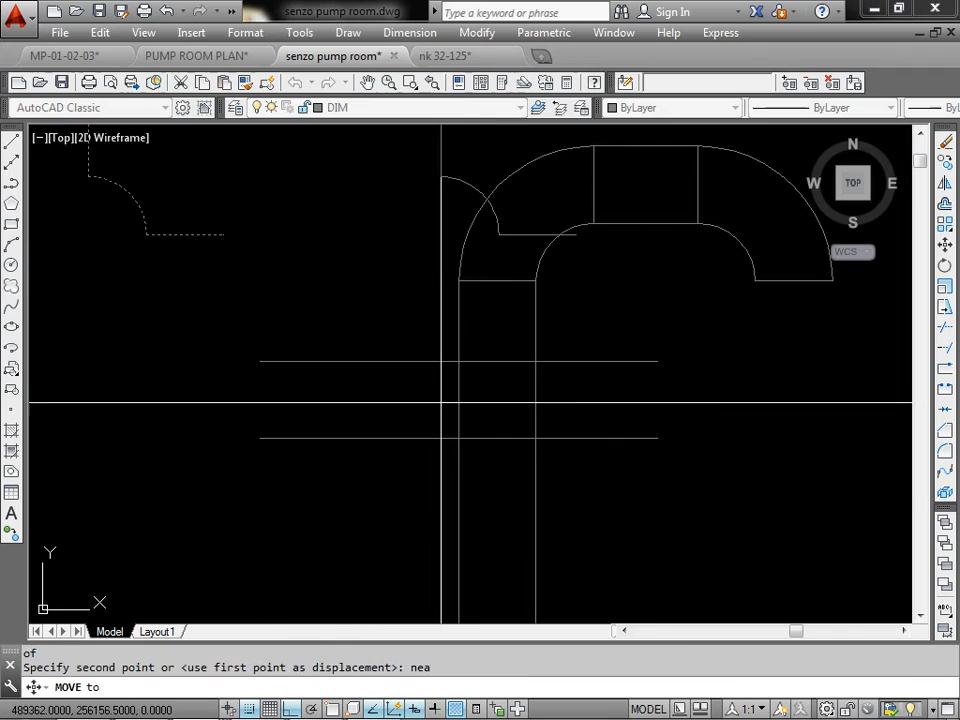 senzo pump room.dwg
Type a keyword or phrase
Sign In
File Edit View Insert Format Tools Draw Dimension Modify Parametric Window Help Express
MP-01-02-03* PUMP ROOM PLAN* senzo pump room* nk 32-125*
AutoCAD Classic DIM ByLayer ByLayer ByLayer
[−][Top][2D Wireframe]
N
W TOP E
S
WCS
Y
X
Model Layout1
of
Specify second point or <use first point as displacement>: nea
MOVE to
489362.0000, 256156.5000, 0.0000 MODEL 1:1